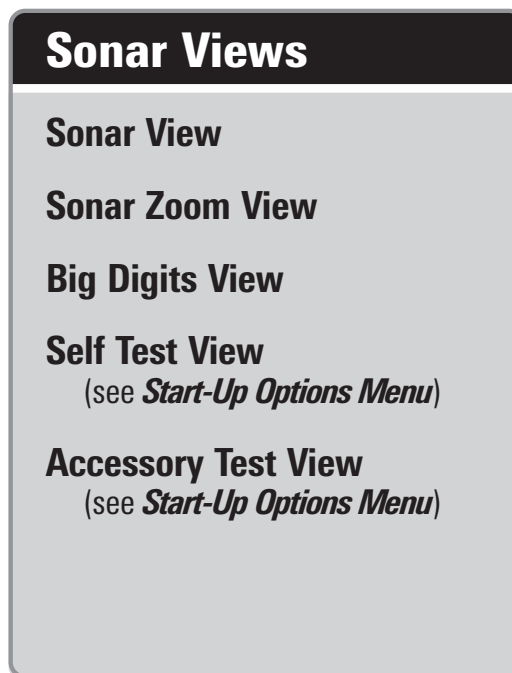 Sonar Views
Sonar View
Sonar Zoom View
Big Digits View
Self Test View
(see Start-Up Options Menu)
Accessory Test View
(see Start-Up Options Menu)